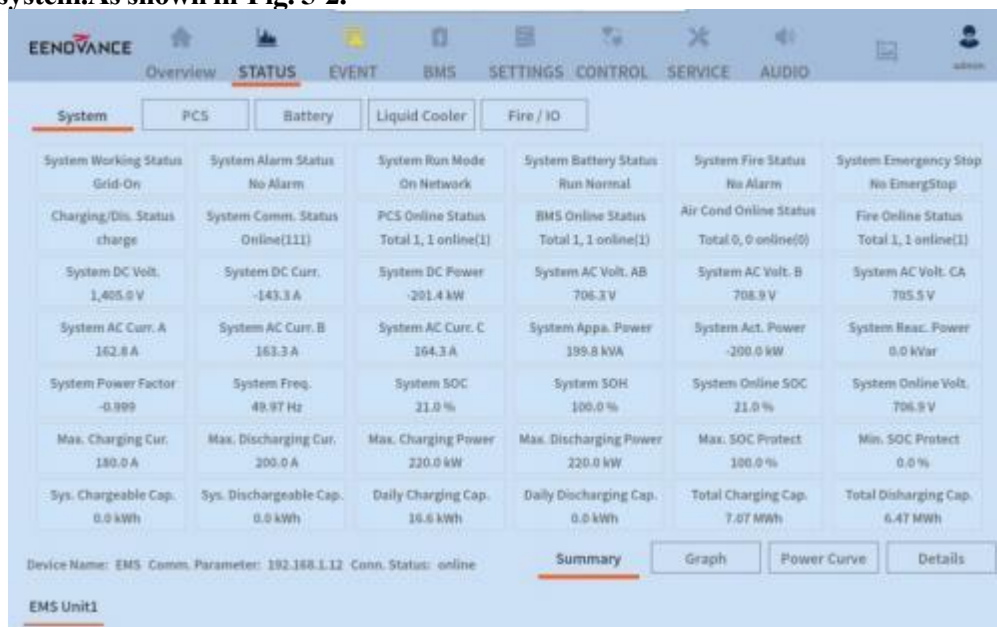 system.As shown in Fig. 5-2.
EENOVANCE
Overview STATUS EVENT BMS SETTINGS CONTROL SERVICE AUDIO admin
System PCS Battery Liquid Cooler Fire / IO
System Working Status System Alarm Status System Run Mode System Battery Status System Fire Status System Emergency Stop
Grid-On No Alarm On Network Run Normal No Alarm No EmergStop
Charging/Dis. Status System Comm. Status PCS Online Status BMS Online Status Air Cond Online Status Fire Online Status
charge Online(111) Total 1, 1 online(1) Total 1, 1 online(1) Total 0, 0 online(0) Total 1, 1 online(1)
System DC Volt. System DC Curr. System DC Power System AC Volt. AB System AC Volt. B System AC Volt. CA
1,405.0 V -143.3 A -201.4 kW 706.3 V 708.9 V 705.5 V
System AC Curr. A System AC Curr. B System AC Curr. C System Appa. Power System Act. Power System Reac. Power
162.8 A 163.3 A 164.3 A 199.8 kVA -200.0 kW 0.0 kVar
System Power Factor System Freq. System SOC System SOH System Online SOC System Online Volt.
-0.999 49.97 Hz 21.0 % 100.0 % 21.0 % 706.9 V
Max. Charging Cur. Max. Discharging Cur. Max. Charging Power Max. Discharging Power Max. SOC Protect Min. SOC Protect
180.0 A 200.0 A 220.0 kW 220.0 kW 100.0 % 0.0 %
Sys. Chargeable Cap. Sys. Dischargeable Cap. Daily Charging Cap. Daily Discharging Cap. Total Charging Cap. Total Disharging Cap.
0.0 kWh 0.0 kWh 16.6 kWh 0.0 kWh 7.07 MWh 6.47 MWh
Device Name: EMS Comm. Parameter: 192.168.1.12 Conn. Status: online Summary Graph Power Curve Details
EMS Unit1